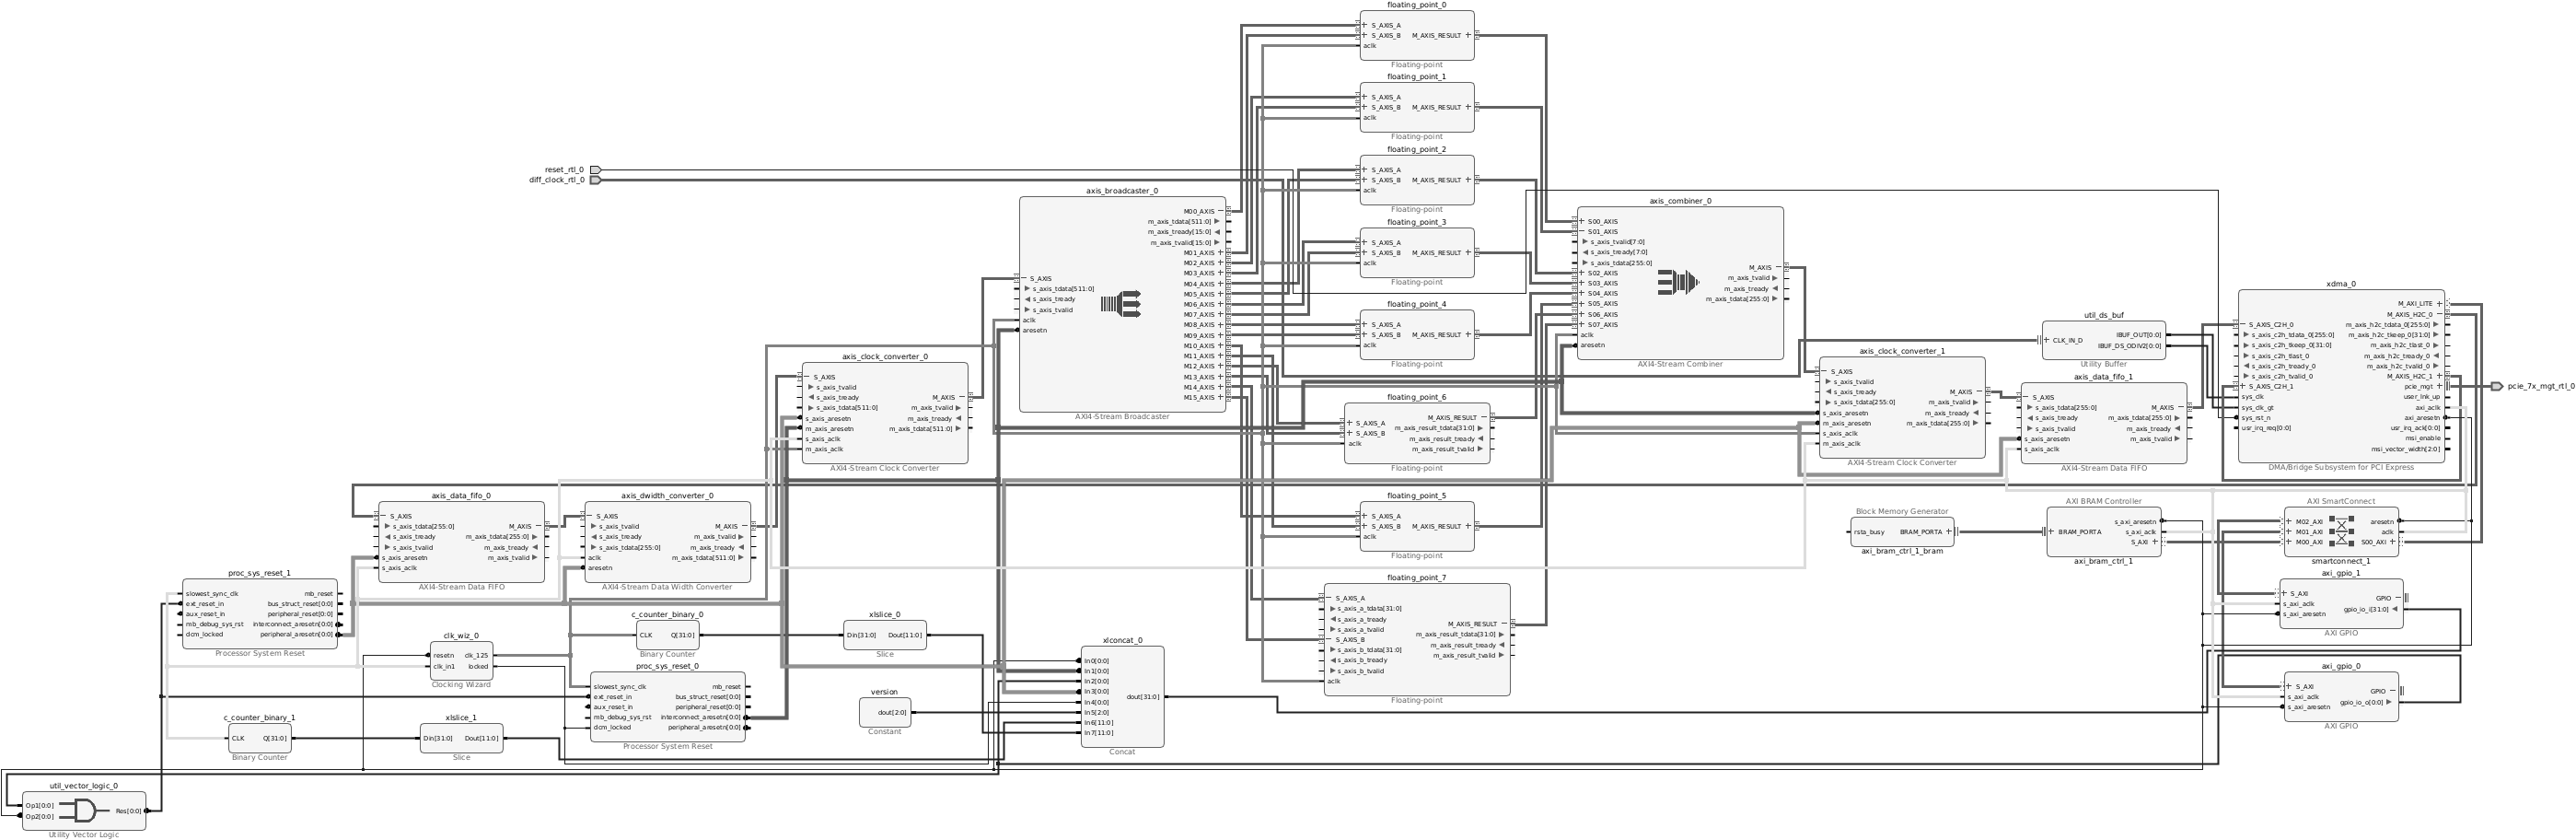 reset_rtl_0
diff_clock_rtl_0
floating_point_0
S_AXIS_A
S_AXIS_B
aclk
M_AXIS_RESULT
Floating-point
floating_point_1
S_AXIS_A
S_AXIS_B
aclk
M_AXIS_RESULT
Floating-point
floating_point_2
S_AXIS_A
S_AXIS_B
aclk
M_AXIS_RESULT
Floating-point
floating_point_3
S_AXIS_A
S_AXIS_B
aclk
M_AXIS_RESULT
Floating-point
floating_point_4
S_AXIS_A
S_AXIS_B
aclk
M_AXIS_RESULT
Floating-point
floating_point_6
S_AXIS_A
S_AXIS_B
aclk
M_AXIS_RESULT
m_axis_result_tdata[31:0]
m_axis_result_tready
m_axis_result_tvalid
Floating-point
floating_point_5
S_AXIS_A
S_AXIS_B
aclk
M_AXIS_RESULT
Floating-point
floating_point_7
S_AXIS_A
s_axis_a_tdata[31:0]
s_axis_a_tready
s_axis_a_tvalid
S_AXIS_B
s_axis_b_tdata[31:0]
s_axis_b_tready
s_axis_b_tvalid
aclk
M_AXIS_RESULT
m_axis_result_tdata[31:0]
m_axis_result_tready
m_axis_result_tvalid
Floating-point
axis_broadcaster_0
S_AXIS
s_axis_tdata[511:0]
s_axis_tready
s_axis_tvalid
aclk
aresetn
M00_AXIS
m_axis_tdata[511:0]
m_axis_tready[15:0]
m_axis_tvalid[15:0]
M01_AXIS
M02_AXIS
M03_AXIS
M04_AXIS
M05_AXIS
M06_AXIS
M07_AXIS
M08_AXIS
M09_AXIS
M10_AXIS
M11_AXIS
M12_AXIS
M13_AXIS
M14_AXIS
M15_AXIS
AXI4-Stream Broadcaster
axis_combiner_0
S00_AXIS
S01_AXIS
s_axis_tvalid[7:0]
s_axis_tready[7:0]
s_axis_tdata[255:0]
S02_AXIS
S03_AXIS
S04_AXIS
S05_AXIS
S06_AXIS
S07_AXIS
aclk
aresetn
M_AXIS
m_axis_tvalid
m_axis_tready
m_axis_tdata[255:0]
AXI4-Stream Combiner
axis_clock_converter_0
S_AXIS
s_axis_tvalid
s_axis_tready
s_axis_tdata[511:0]
s_axis_aresetn
m_axis_aresetn
s_axis_aclk
m_axis_aclk
M_AXIS
m_axis_tvalid
m_axis_tready
m_axis_tdata[511:0]
AXI4-Stream Clock Converter
axis_clock_converter_1
S_AXIS
s_axis_tvalid
s_axis_tready
s_axis_tdata[255:0]
s_axis_aresetn
m_axis_aresetn
s_axis_aclk
m_axis_aclk
M_AXIS
m_axis_tvalid
m_axis_tready
m_axis_tdata[255:0]
AXI4-Stream Clock Converter
util_ds_buf
CLK_IN_D
IBUF_OUT[0:0]
IBUF_DS_ODIV2[0:0]
Utility Buffer
axis_data_fifo_1
S_AXIS
s_axis_tdata[255:0]
s_axis_tready
s_axis_tvalid
s_axis_aresetn
s_axis_aclk
M_AXIS
m_axis_tdata[255:0]
m_axis_tready
m_axis_tvalid
AXI4-Stream Data FIFO
xdma_0
S_AXIS_C2H_0
s_axis_c2h_tdata_0[255:0]
s_axis_c2h_tkeep_0[31:0]
s_axis_c2h_tlast_0
s_axis_c2h_tready_0
s_axis_c2h_tvalid_0
S_AXIS_C2H_1
sys_clk
sys_clk_gt
sys_rst_n
usr_irq_req[0:0]
M_AXI_LITE
M_AXIS_H2C_0
m_axis_h2c_tdata_0[255:0]
m_axis_h2c_tkeep_0[31:0]
m_axis_h2c_tlast_0
m_axis_h2c_tready_0
m_axis_h2c_tvalid_0
M_AXIS_H2C_1
pcie_mgt
user_lnk_up
axi_aclk
axi_aresetn
usr_irq_ack[0:0]
msi_enable
msi_vector_width[2:0]
DMA/Bridge Subsystem for PCI Express
pcie_7x_mgt_rtl_0
axis_data_fifo_0
S_AXIS
s_axis_tdata[255:0]
s_axis_tready
s_axis_tvalid
s_axis_aresetn
s_axis_aclk
M_AXIS
m_axis_tdata[255:0]
m_axis_tready
m_axis_tvalid
AXI4-Stream Data FIFO
axis_dwidth_converter_0
S_AXIS
s_axis_tvalid
s_axis_tready
s_axis_tdata[255:0]
aclk
aresetn
M_AXIS
m_axis_tvalid
m_axis_tready
m_axis_tdata[511:0]
AXI4-Stream Data Width Converter
Block Memory Generator
rsta_busy
BRAM_PORTA
axi_bram_ctrl_1_bram
AXI BRAM Controller
BRAM_PORTA
s_axi_aresetn
s_axi_aclk
S_AXI
axi_bram_ctrl_1
AXI SmartConnect
M02_AXI
M01_AXI
M00_AXI
aresetn
aclk
S00_AXI
smartconnect_1
axi_gpio_1
S_AXI
s_axi_aclk
s_axi_aresetn
GPIO
gpio_io_i[31:0]
AXI GPIO
axi_gpio_0
S_AXI
s_axi_aclk
s_axi_aresetn
GPIO
gpio_io_o[0:0]
AXI GPIO
proc_sys_reset_1
slowest_sync_clk
ext_reset_in
aux_reset_in
mb_debug_sys_rst
dcm_locked
mb_reset
bus_struct_reset[0:0]
peripheral_reset[0:0]
interconnect_aresetn[0:0]
peripheral_aresetn[0:0]
Processor System Reset
clk_wiz_0
resetn
clk_in1
clk_125
locked
Clocking Wizard
c_counter_binary_0
CLK
Q[31:0]
Binary Counter
xlslice_0
Din[31:0]
Dout[11:0]
Slice
proc_sys_reset_0
slowest_sync_clk
ext_reset_in
aux_reset_in
mb_debug_sys_rst
dcm_locked
mb_reset
bus_struct_reset[0:0]
peripheral_reset[0:0]
interconnect_aresetn[0:0]
peripheral_aresetn[0:0]
Processor System Reset
version
dout[2:0]
Constant
xlconcat_0
In0[0:0]
In1[0:0]
In2[0:0]
In3[0:0]
In4[0:0]
In5[2:0]
In6[11:0]
In7[11:0]
dout[31:0]
Concat
c_counter_binary_1
CLK
Q[31:0]
Binary Counter
xlslice_1
Din[31:0]
Dout[11:0]
Slice
util_vector_logic_0
Op1[0:0]
Op2[0:0]
Res[0:0]
Utility Vector Logic